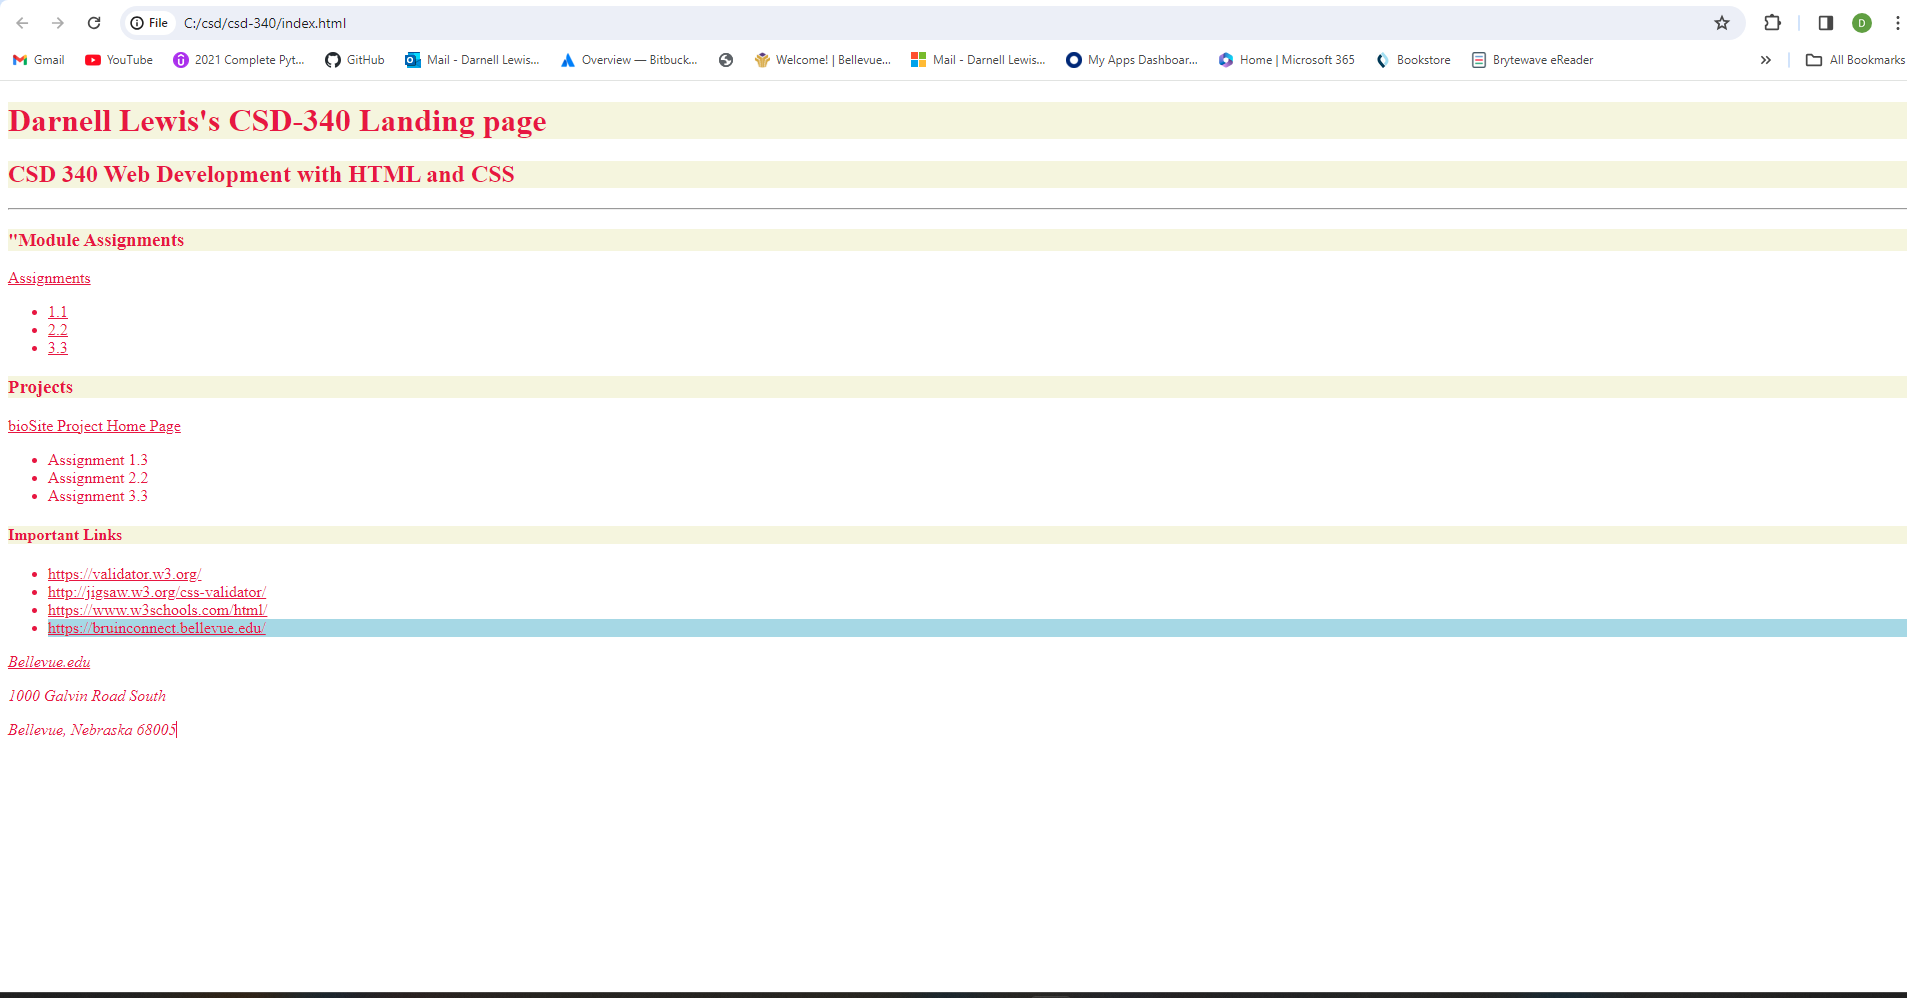 File C:/csd/csd-340/index.html D
Gmail YouTube 2021 Complete Pyt... GitHub Mail - Darnell Lewis... Overview — Bitbuck... Welcome! | Bellevue... Mail - Darnell Lewis... My Apps Dashboar... Home | Microsoft 365 Bookstore Brytewave eReader » All Bookmarks
Darnell Lewis's CSD-340 Landing page
CSD 340 Web Development with HTML and CSS
"Module Assignments
Assignments
1.1
2.2
3.3
Projects
bioSite Project Home Page
Assignment 1.3
Assignment 2.2
Assignment 3.3
Important Links
https://validator.w3.org/
http://jigsaw.w3.org/css-validator/
https://www.w3schools.com/html/
https://bruinconnect.bellevue.edu/
Bellevue.edu
1000 Galvin Road South
Bellevue, Nebraska 68005